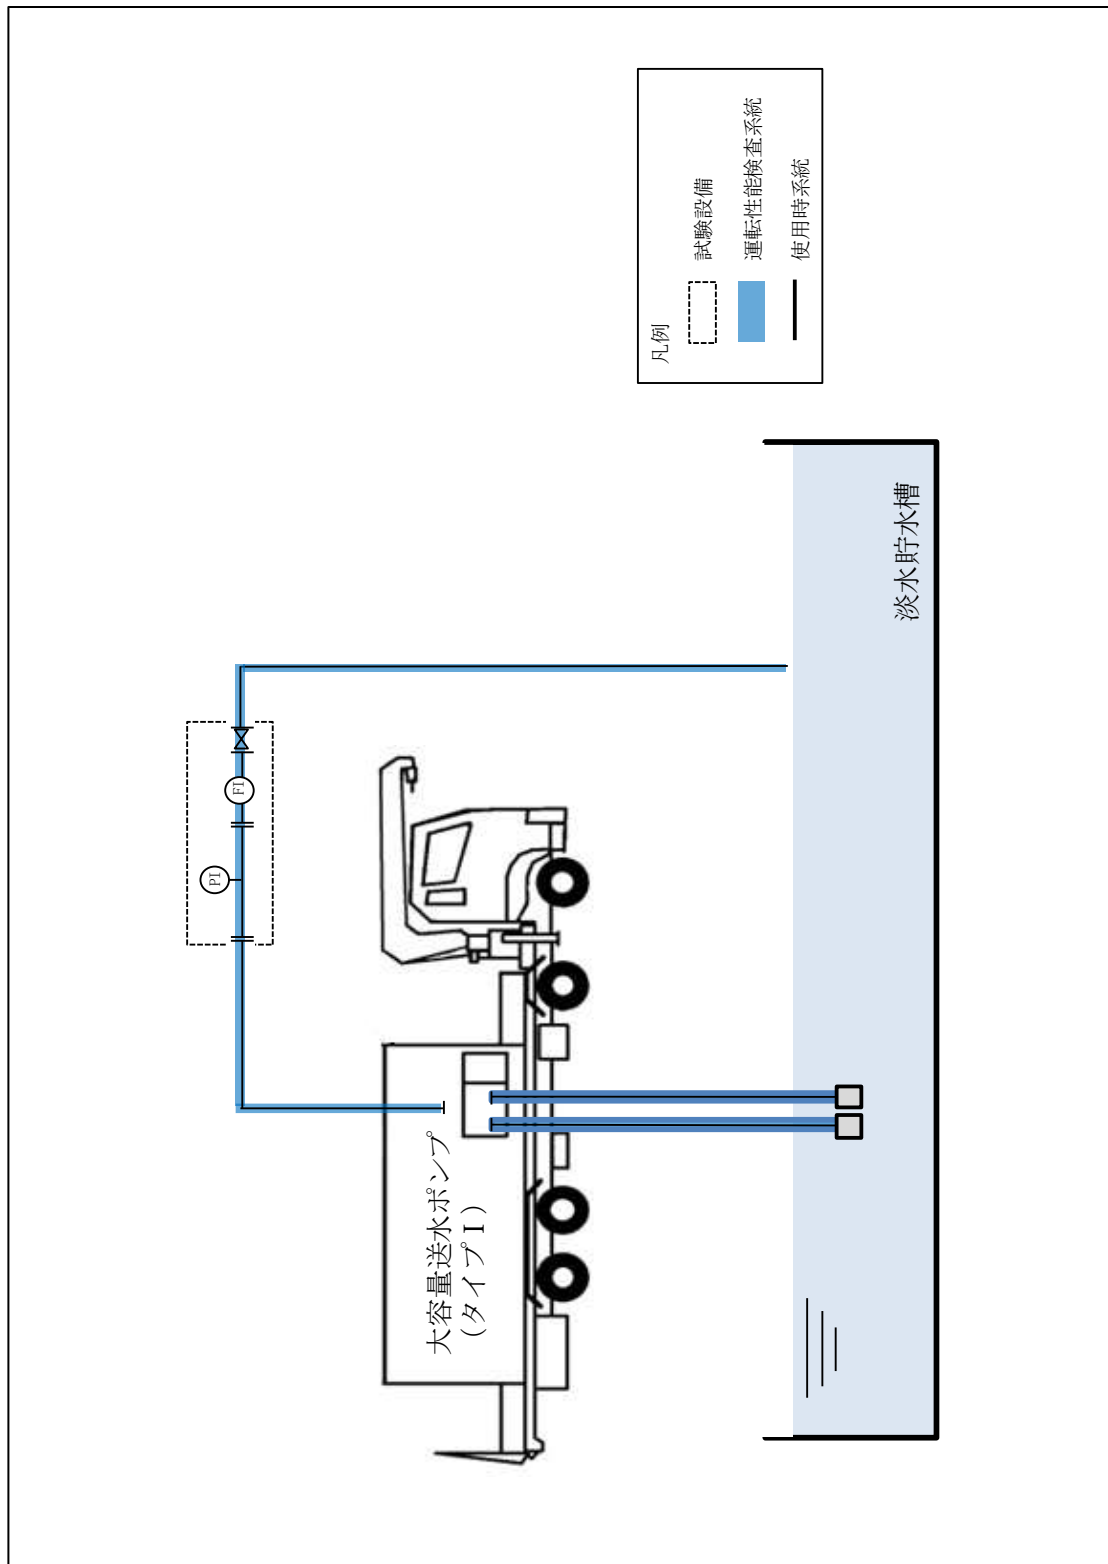 大容量送水ポンプ
(タイプⅠ)
PI
FI
淡水貯水槽
凡例
試験設備
運転性能検査系統
使用時系統